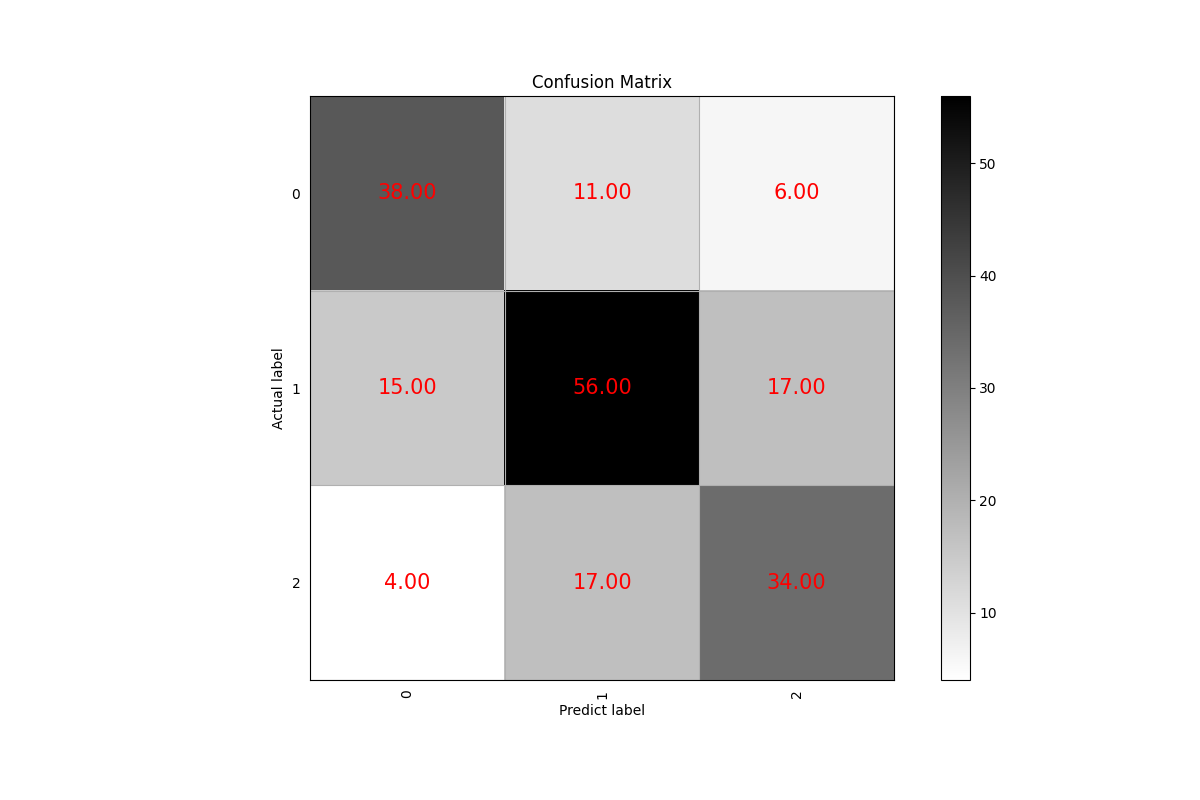 Confusion Matrix
0 38.00 11.00 6.00
Actual label
1 15.00 56.00 17.00
2 4.00 17.00 34.00
0 1 2
Predict label
50
40
30
20
10